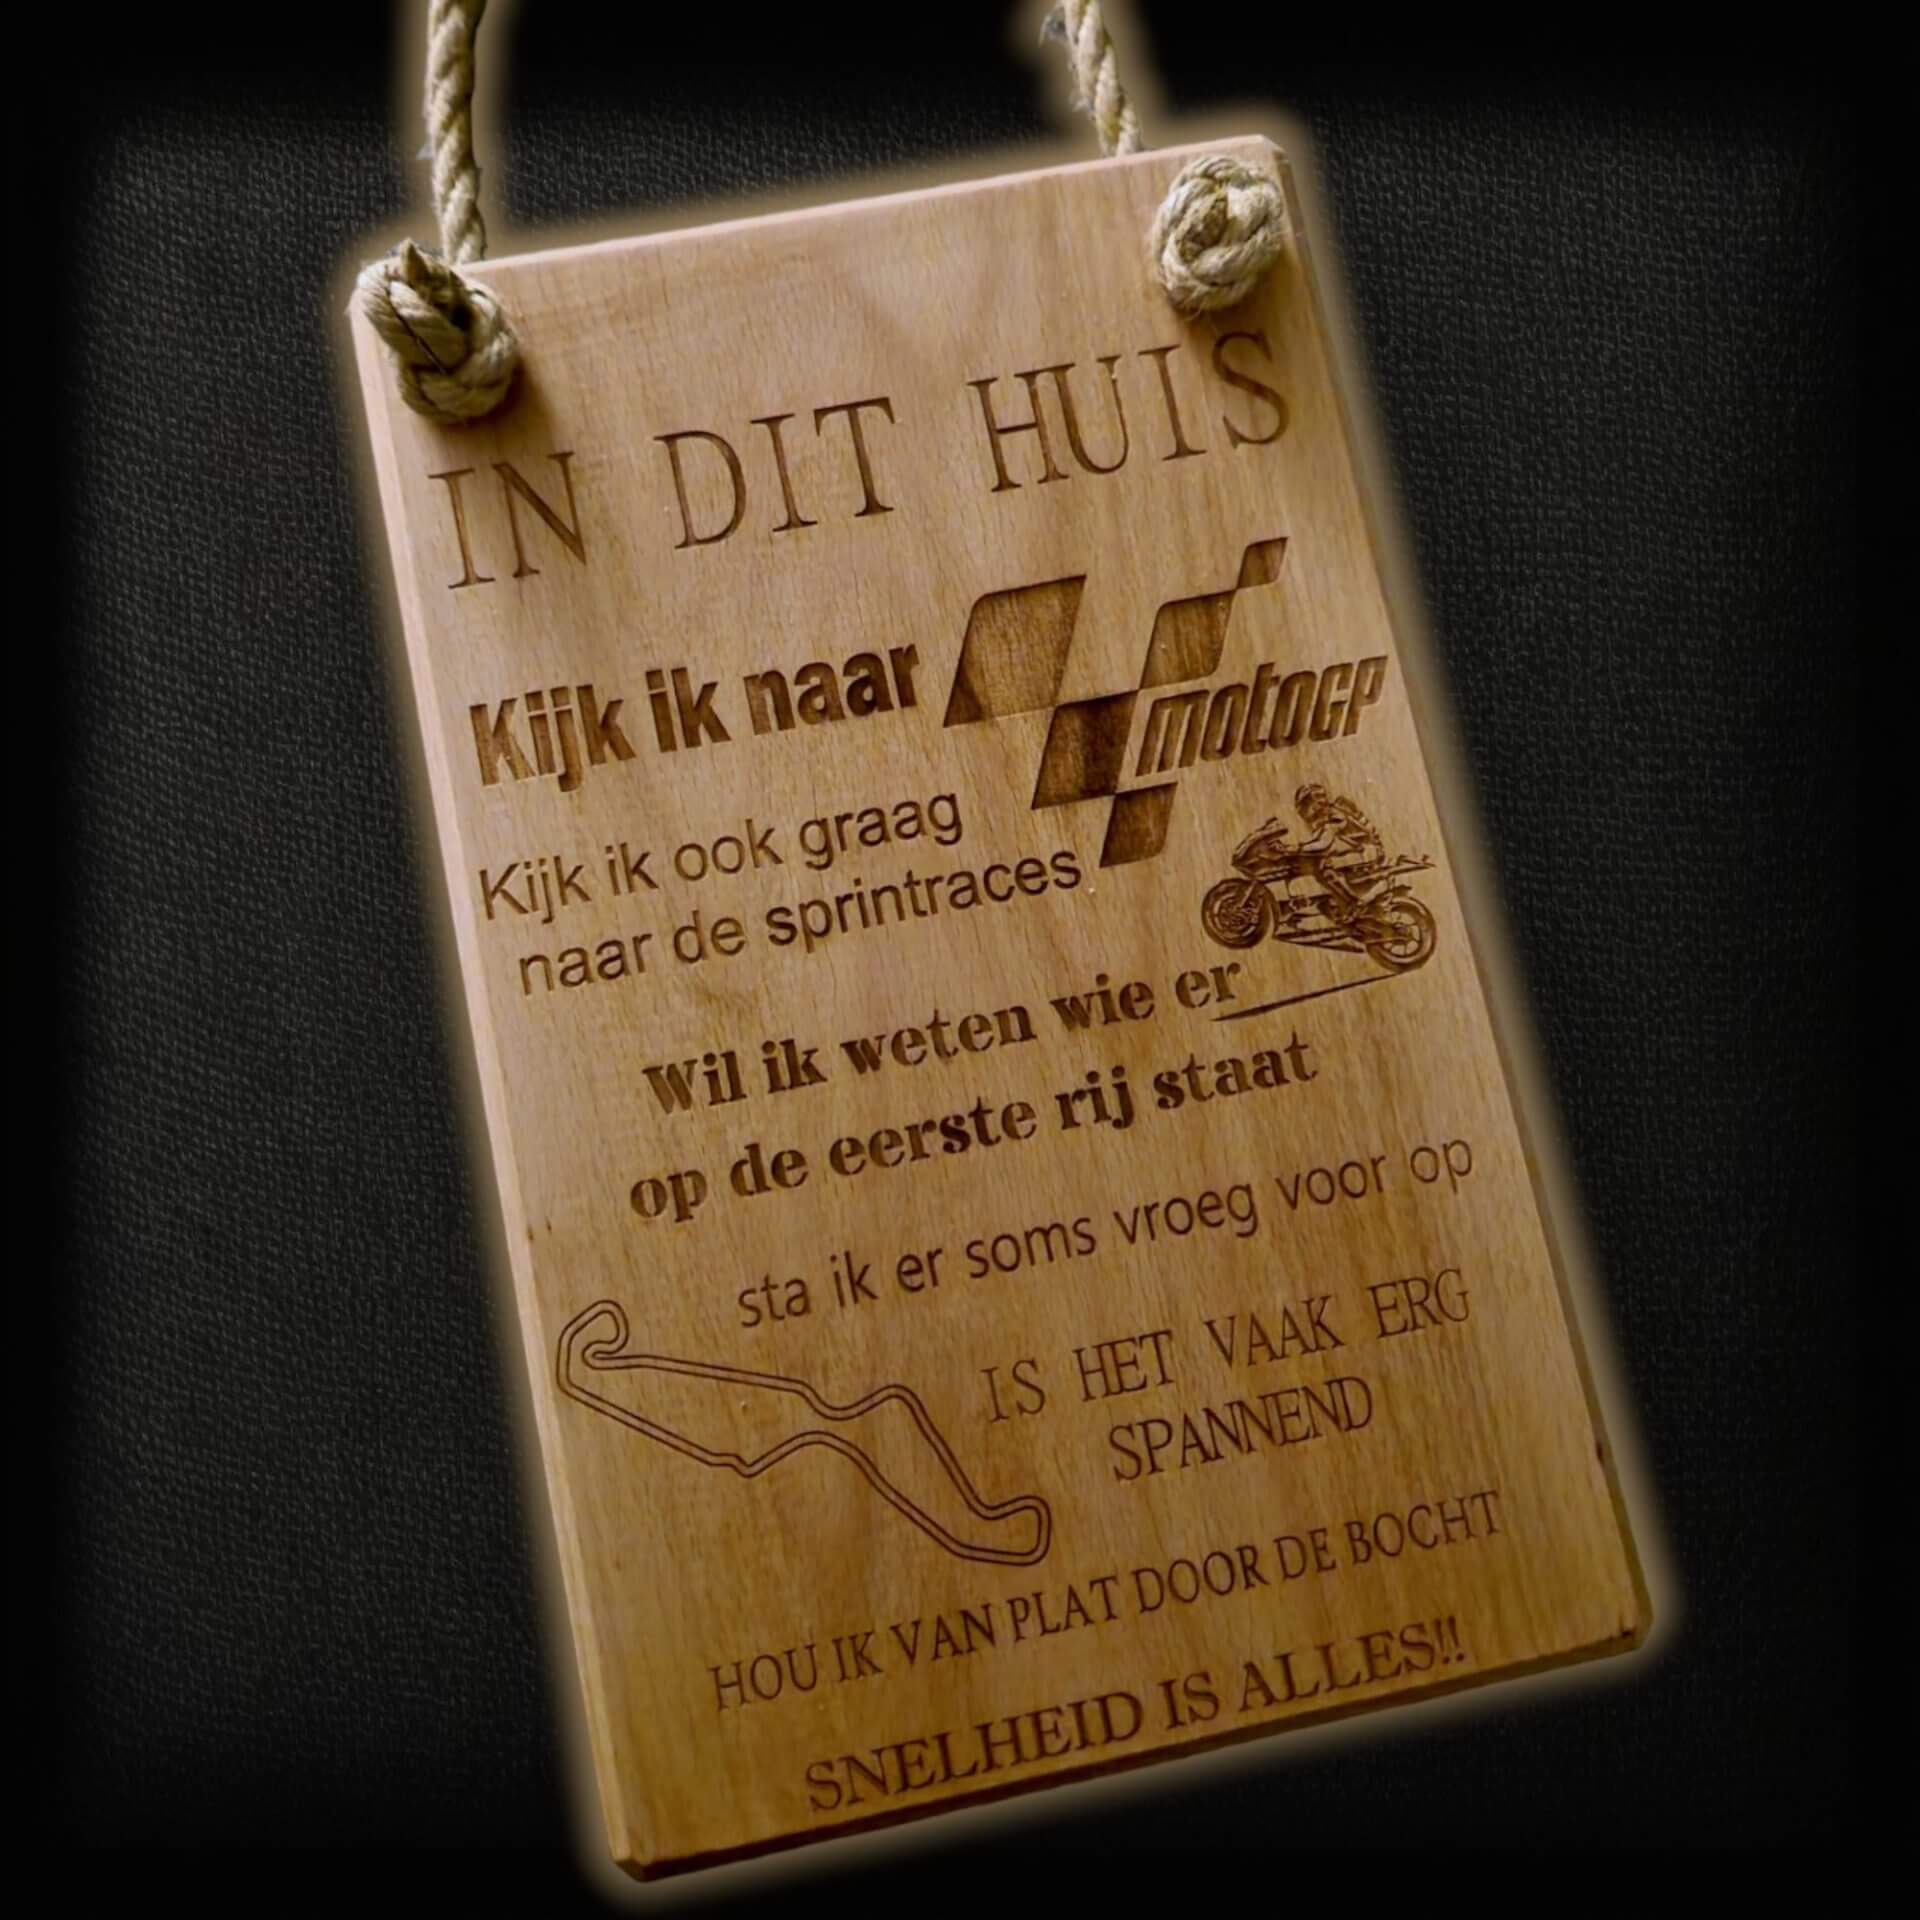 IN DIT HUIS
Kijk ik naar motogp
Kijk ik ook graag
naar de sprintraces
Wil ik weten wie er
op de eerste rij staat
sta ik er soms vroeg voor op
IS HET VAAK ERG
SPANNEND
HOU IK VAN PLAT DOOR DE BOCHT
SNELHEID IS ALLES!!